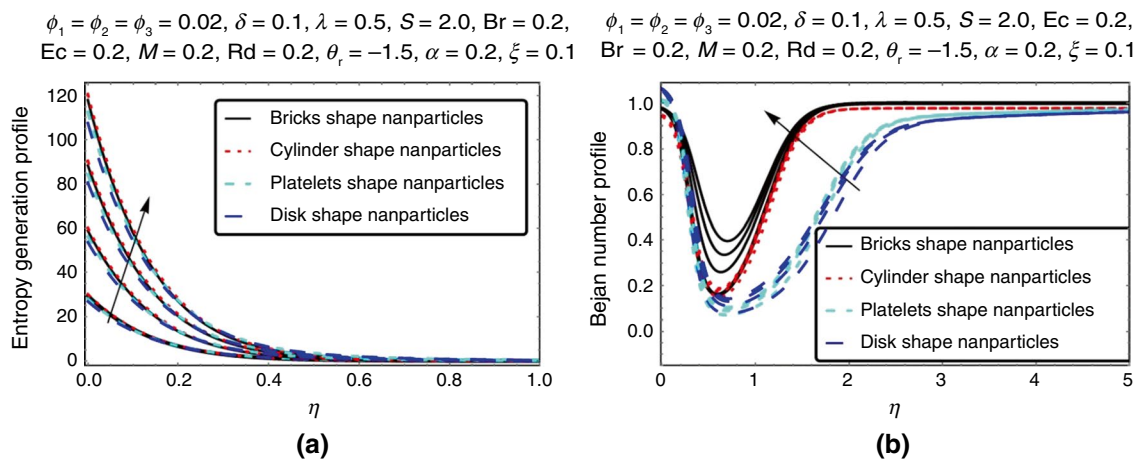 ϕ₁ = ϕ₂ = ϕ₃ = 0.02, δ = 0.1, λ = 0.5, S = 2.0, Br = 0.2,
Ec = 0.2, M = 0.2, Rd = 0.2, θᵣ = −1.5, α = 0.2, ξ = 0.1
Entropy generation profile
120
100
80
60
40
20
0
Bricks shape nanparticles
Cylinder shape nanparticles
Platelets shape nanparticles
Disk shape nanparticles
0.0
0.2
0.4
0.6
0.8
1.0
η
(a)
ϕ₁ = ϕ₂ = ϕ₃ = 0.02, δ = 0.1, λ = 0.5, S = 2.0, Ec = 0.2,
Br = 0.2, M = 0.2, Rd = 0.2, θᵣ = −1.5, α = 0.2, ξ = 0.1
Bejan number profile
1.0
0.8
0.6
0.4
0.2
0.0
Bricks shape nanparticles
Cylinder shape nanparticles
Platelets shape nanparticles
Disk shape nanparticles
0
1
2
3
4
5
η
(b)